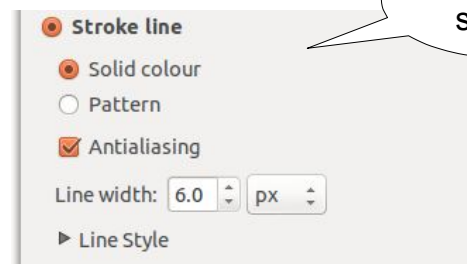 s
Stroke line
Solid colour
Pattern
Antialiasing
Line width: 6.0 px
Line Style